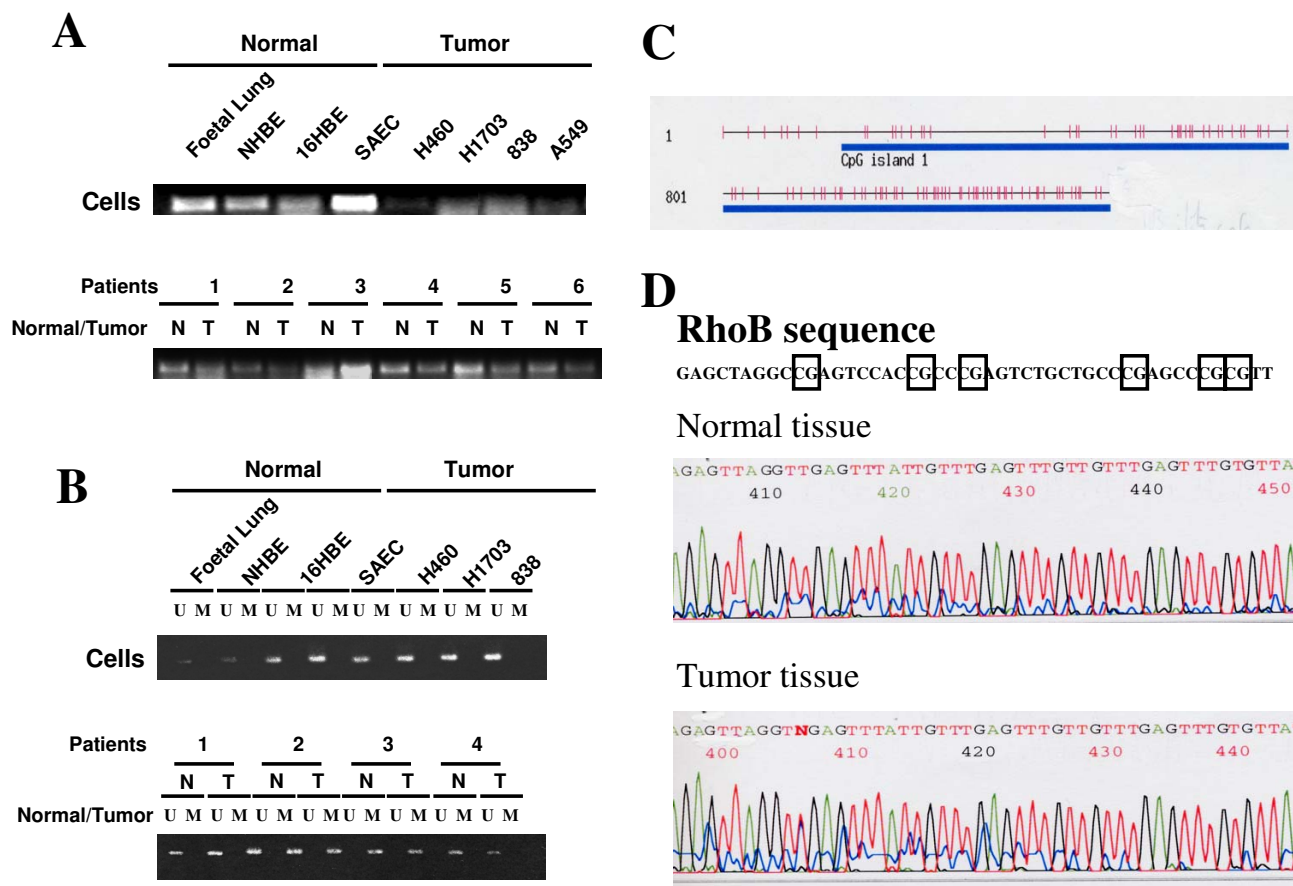 A
Normal Tumor
Foetal Lung NHBE 16HBE SAEC H460 H1703 838 A549
Cells
Patients 1 2 3 4 5 6
Normal/Tumor N T N T N T N T N T N T
B
Normal Tumor
Foetal Lung NHBE 16HBE SAEC H460 H1703 838
U M U M U M U M U M U M U M
Cells
Patients 1 2 3 4
N T N T N T N T
Normal/Tumor U M U M U M U M U M U M U M U M
C
1
CpG island 1
801
D
RhoB sequence
GAGCTAGGCCGAGTCCACCGCCCGAGTCTGCTGCCCGAGCCCGCGTT
Normal tissue
AGAGTTAGGTTGAGTTTATTGTTTGAGTTTGTTGTTTGAGTTTGTGTTA
410 420 430 440 450
Tumor tissue
AGAGTTAGGTNGAGTTTATTGTTTGAGTTTGTTGTTTGAGTTTGTGTTA
400 410 420 430 440